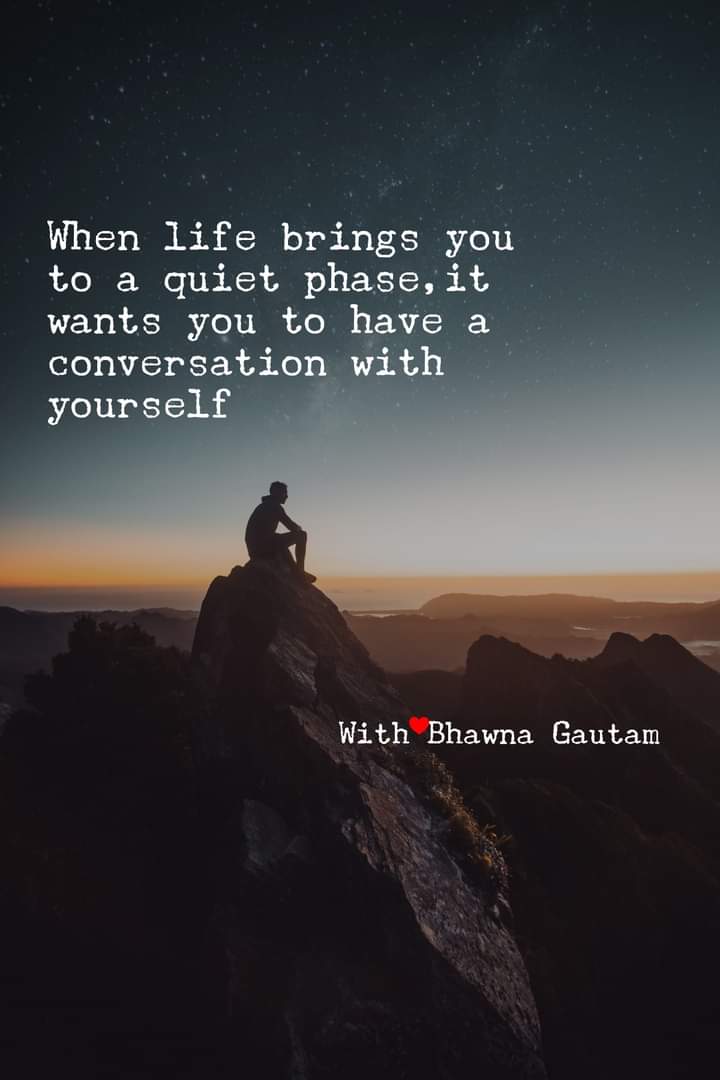 When life brings you
to a quiet phase,it
wants you to have a
conversation with
yourself
With❤Bhawna Gautam